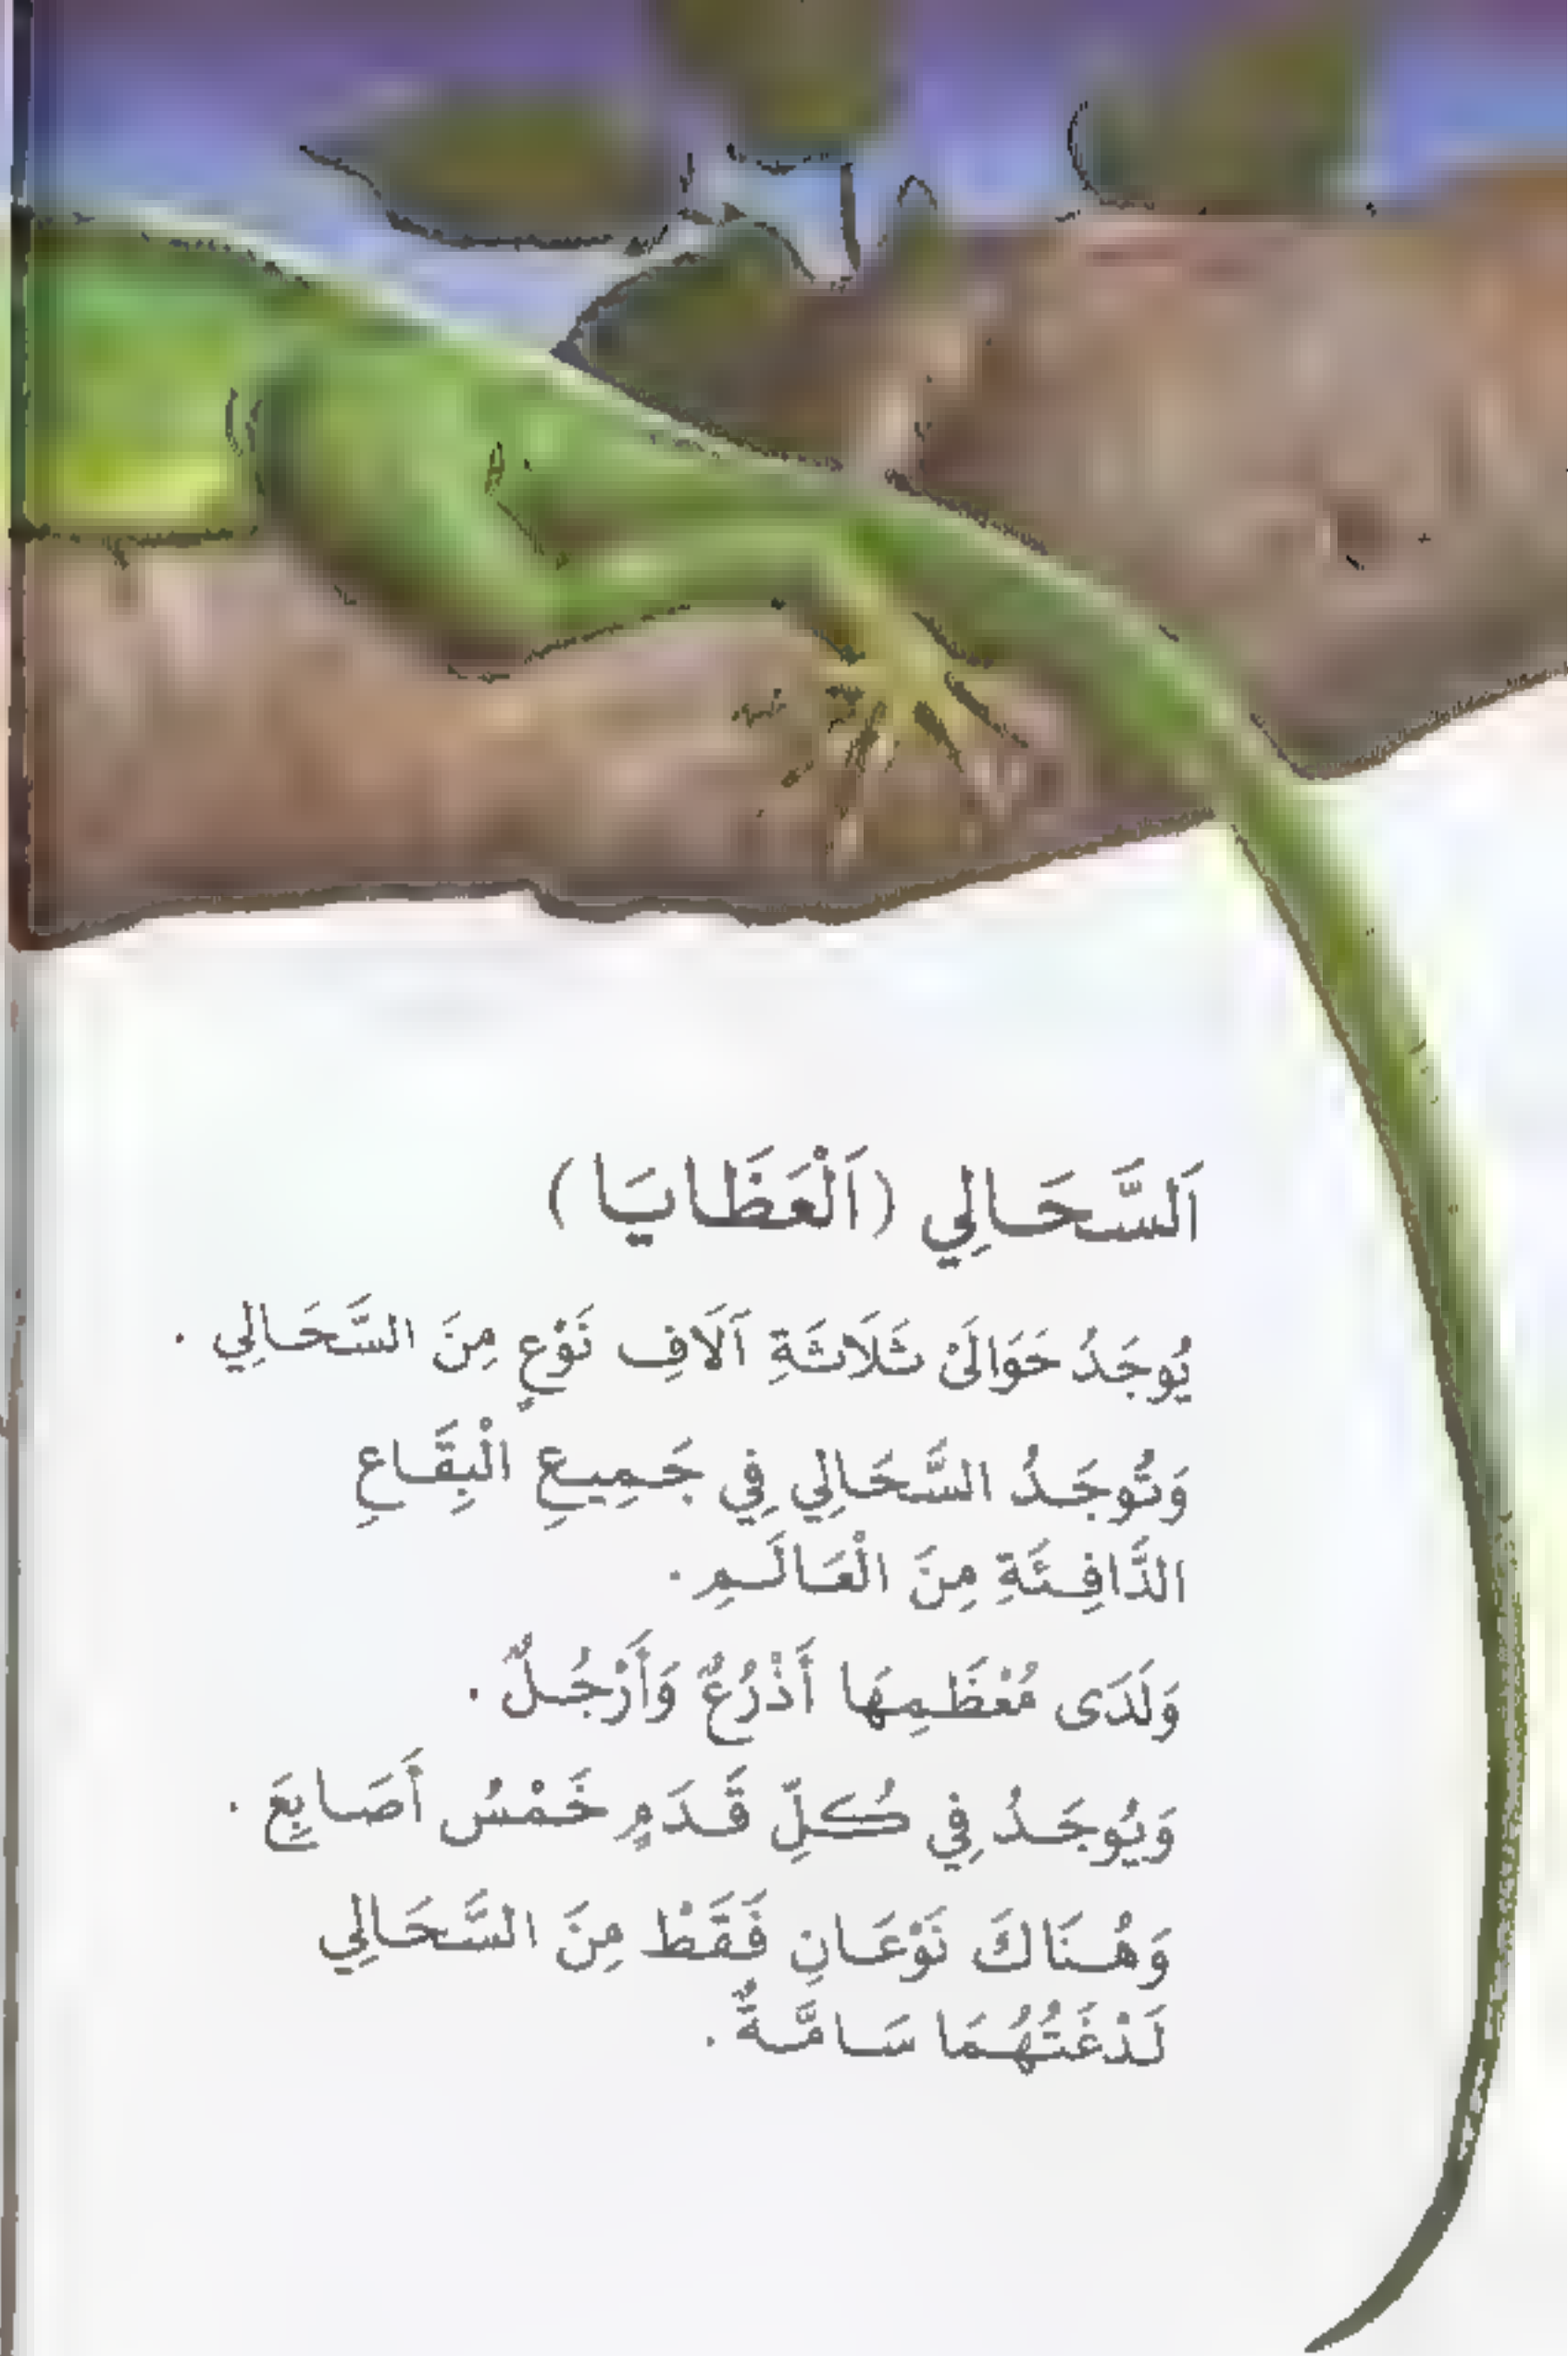 اَلسَّحَالِي (اَلْعَظَايَا)
يُوجَدُ حَوَالَىْ ثَلَاثَةِ آلَافِ نَوْعٍ مِنَ السَّحَالِي .
وَتُوجَدُ السَّحَالِي فِي جَمِيعِ الْبِقَاعِ
الدَّافِئَةِ مِنَ الْعَالَمِ.
وَلَدَى مُعْظَمِهَا أَذْرُعٌ وَأَرْجُلٌ .
وَيُوجَدُ فِي كُلِّ قَدَمٍ خَمْسُ أَصَابِعَ .
وَهُنَاكَ نَوْعَانِ فَقَطْ مِنَ السَّحَالِي
لَدْغَتُهُمَا سَامَّةٌ .